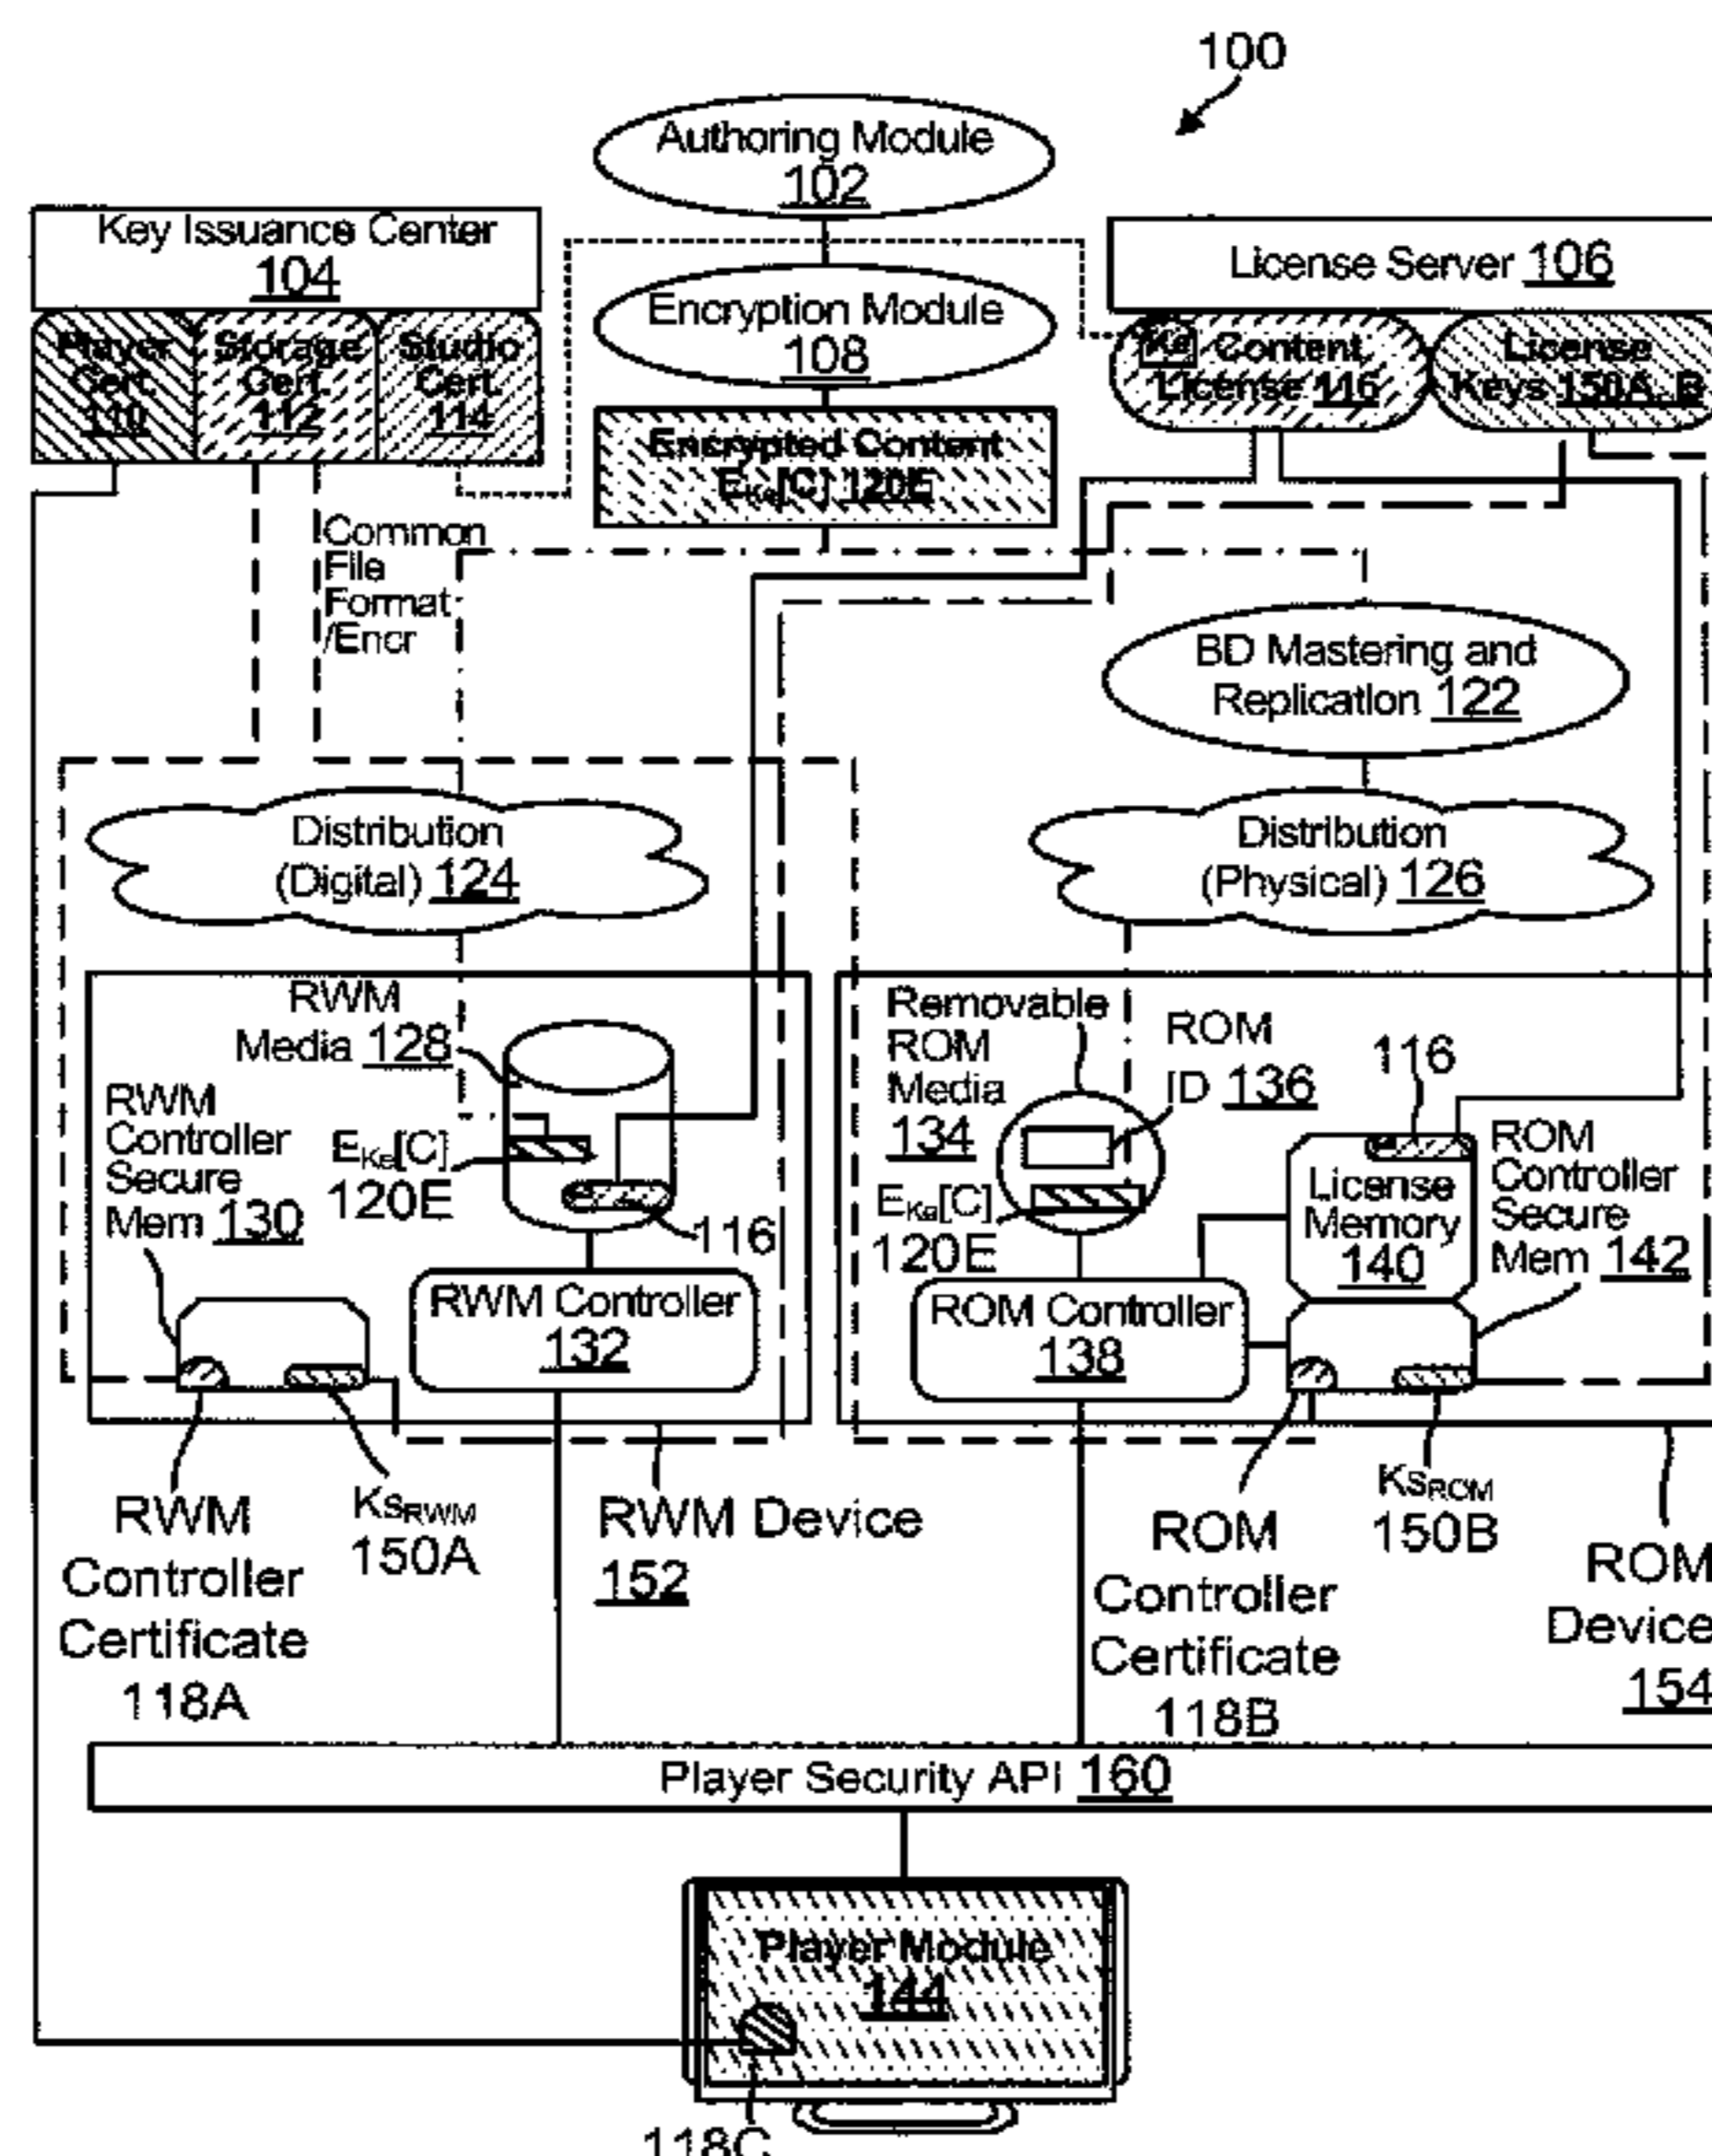 100
Authoring Module
102
Key Issuance Center
104
License Server 106
Encryption Module
108
Player
Cert.
110
Storage
Cert.
112
Studio
Cert.
114
Ke
Content
License 116
License
Keys 150A, B
Encrypted Content
EKe[C] 120E
Common
File
Format
/Encr
BD Mastering and
Replication 122
Distribution
(Digital) 124
Distribution
(Physical) 126
RWM
Media 128
RWM
Controller
Secure
Mem 130
EKe[C]
120E
116
RWM Controller
132
Removable
ROM
Media
134
ROM
ID 136
116
EKe[C]
120E
License
Memory
140
ROM
Controller
Secure
Mem 142
ROM Controller
138
RWM
Controller
Certificate
118A
KsRWM
150A
RWM Device
152
ROM
Controller
Certificate
118B
KsROM
150B
ROM
Device
154
Player Security API 160
Player Module
144
118C